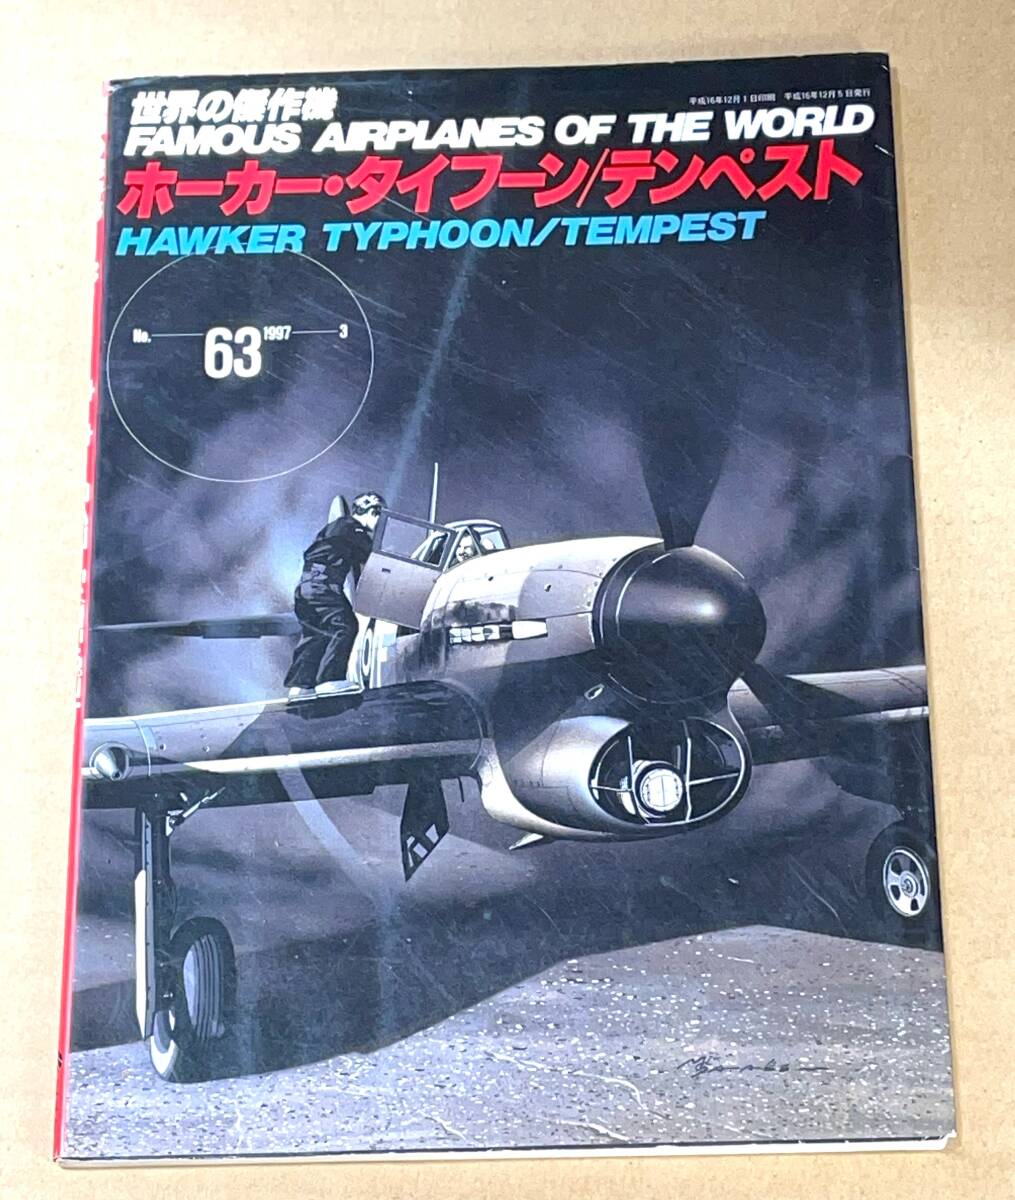 世界の傑作機
平成16年12月1日印刷 平成16年12月5日発行
FAMOUS AIRPLANES OF THE WORLD
ホーカー・タイフーン/テンペスト
HAWKER TYPHOON/TEMPEST
No. 63 1997 3